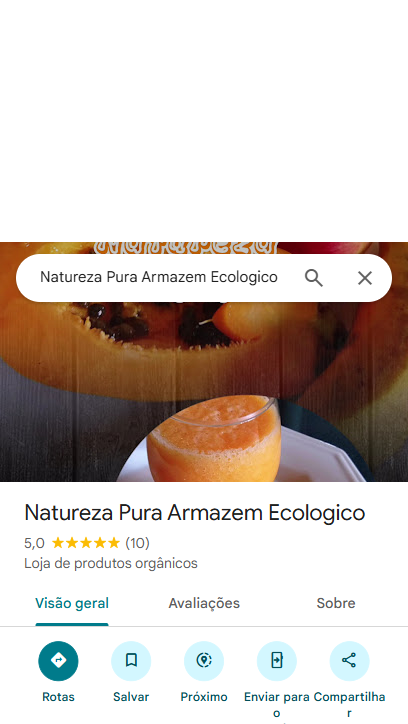 Natureza Pura Armazem Ecologico
Natureza Pura Armazem Ecologico
5,0 (10)
Loja de produtos orgânicos
Visão geral Avaliações Sobre
Rotas Salvar Próximo Enviar para o Compartilhar